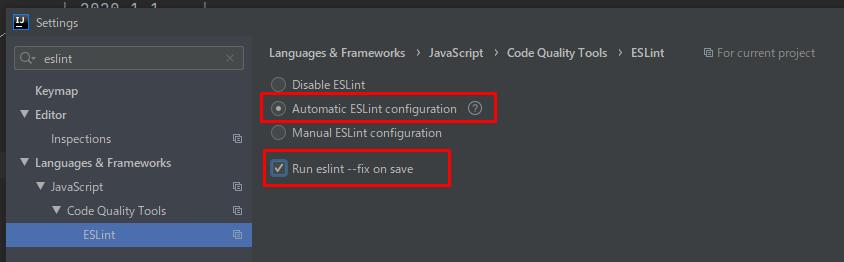 2020-1-1
IJ Settings
eslint
Keymap
Editor
Inspections
Languages & Frameworks
JavaScript
Code Quality Tools
ESLint
Languages & Frameworks › JavaScript › Code Quality Tools › ESLint For current project
Disable ESLint
Automatic ESLint configuration ?
Manual ESLint configuration
Run eslint --fix on save